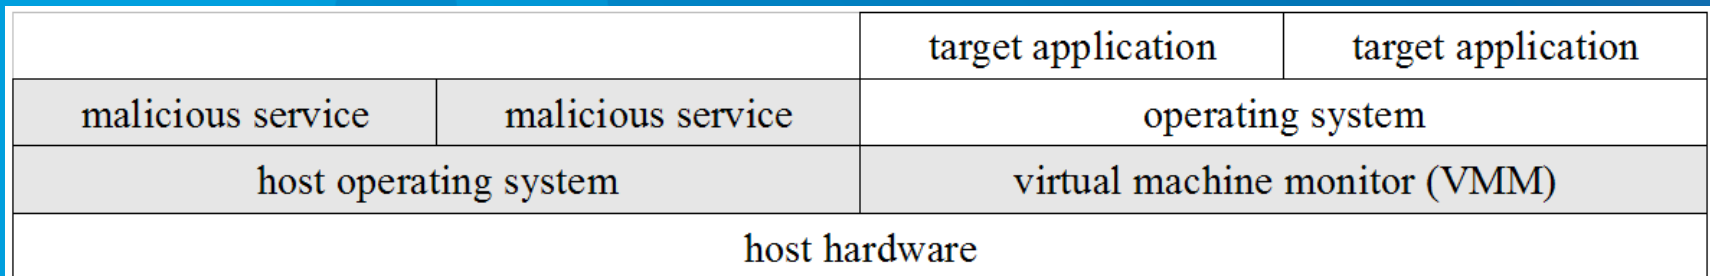 target application target application
malicious service malicious service operating system
host operating system virtual machine monitor (VMM)
host hardware